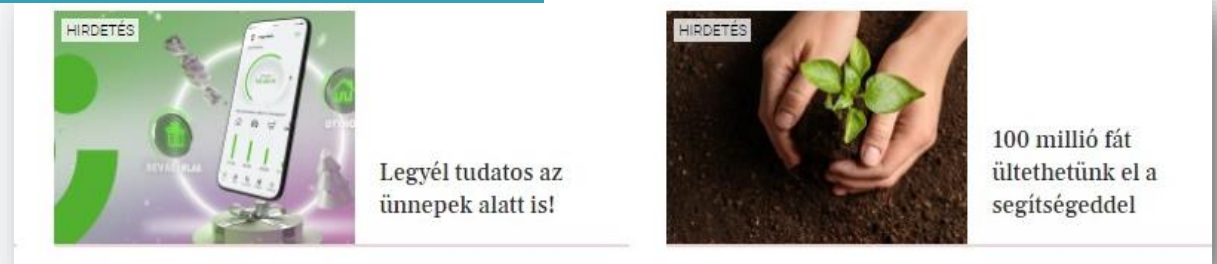 HIRDETÉS
Legyél tudatos az
ünnepek alatt is!
HIRDETÉS
100 millió fát
ültethetünk el a
segítségeddel